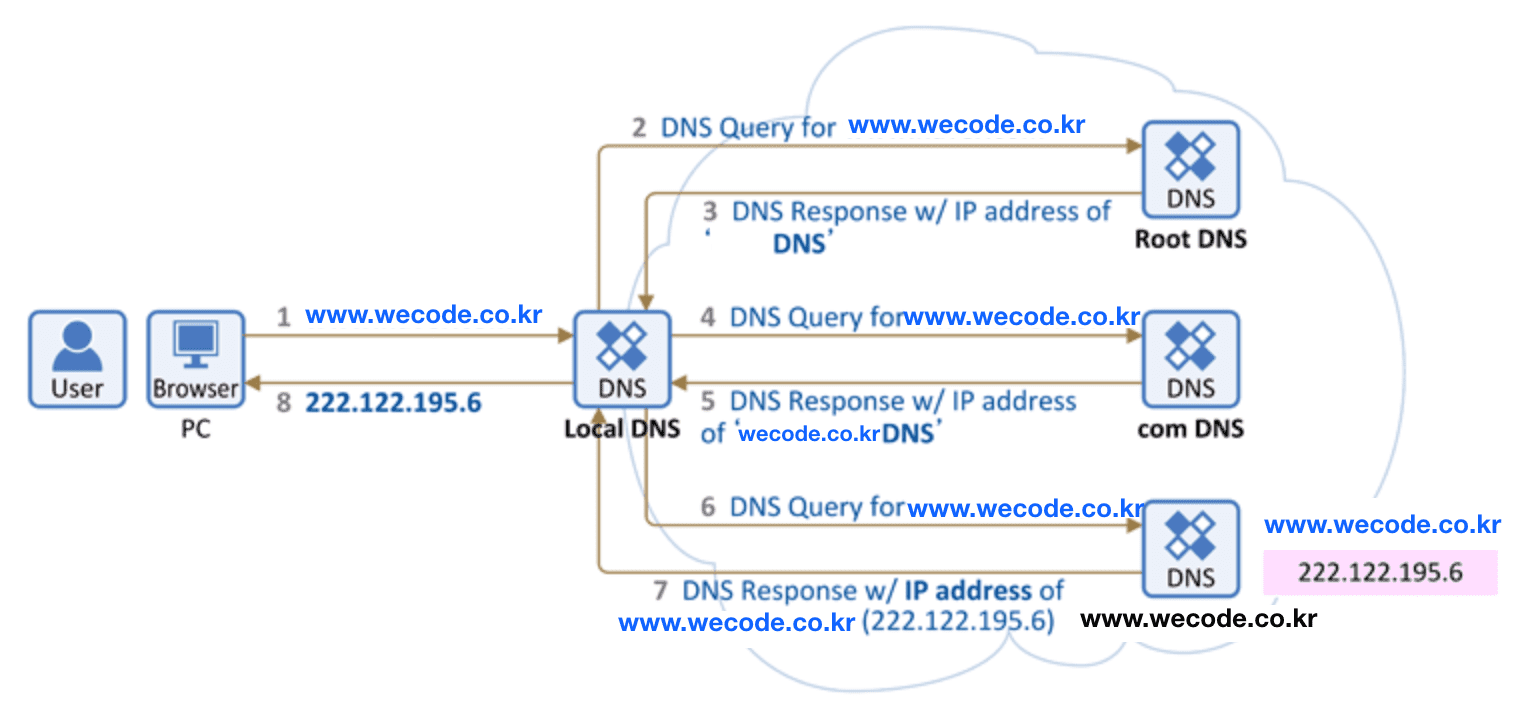 2 DNS Query for www.wecode.co.kr
DNS
Root DNS
3 DNS Response w/ IP address of
‘ DNS’
User
Browser
PC
1 www.wecode.co.kr
8 222.122.195.6
DNS
Local DNS
4 DNS Query for www.wecode.co.kr
5 DNS Response w/ IP address
of ‘wecode.co.kr DNS’
DNS
com DNS
6 DNS Query for www.wecode.co.kr
7 DNS Response w/ IP address of
www.wecode.co.kr (222.122.195.6)
DNS
www.wecode.co.kr
www.wecode.co.kr
222.122.195.6